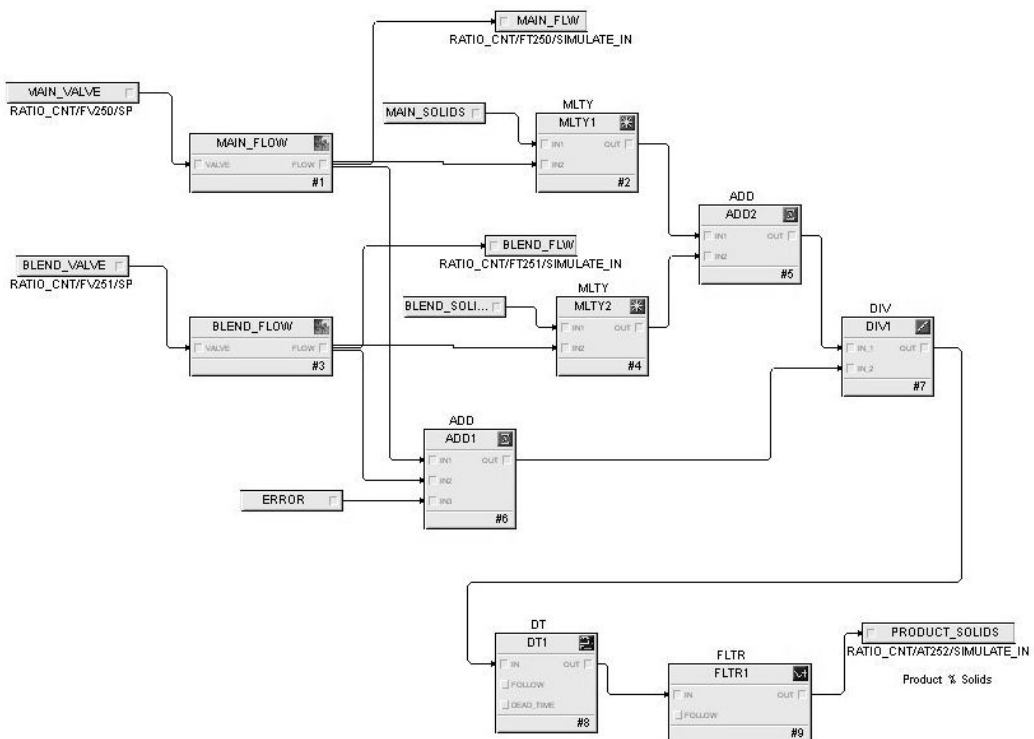 MAIN_FLW
RATIO_CNT/FT250/SIMULATE_IN
MAIN_VALVE
RATIO_CNT/FV250/SP
MAIN_SOLIDS
MLTY
MLTY1
IN1 OUT
IN2
#2
MAIN_FLOW
VALVE FLOW
#1
ADD
ADD2
IN1 OUT
IN2
#5
BLEND_FLW
RATIO_CNT/FT251/SIMULATE_IN
BLEND_VALVE
RATIO_CNT/FV251/SP
BLEND_SOLI...
MLTY
MLTY2
IN1 OUT
IN2
#4
BLEND_FLOW
VALVE FLOW
#3
DIV
DIV1
IN_1 OUT
IN_2
#7
ADD
ADD1
IN1 OUT
IN2
IN3
#6
ERROR
DT
DT1
IN OUT
FOLLOW
DEAD_TIME
#8
FLTR
FLTR1
IN OUT
FOLLOW
#9
PRODUCT_SOLIDS
RATIO_CNT/AT252/SIMULATE_IN
Product % Solids